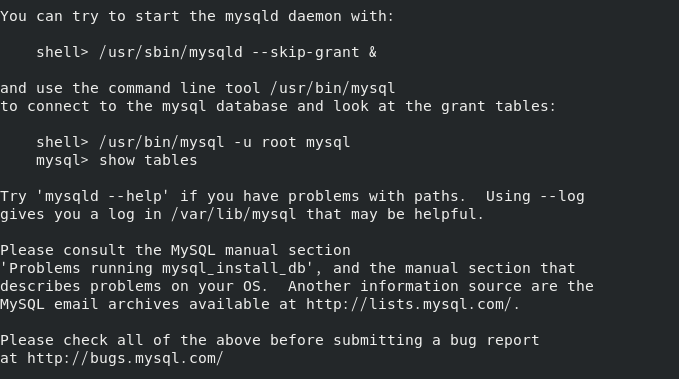 You can try to start the mysqld daemon with:
shell> /usr/sbin/mysqld --skip-grant &
and use the command line tool /usr/bin/mysql
to connect to the mysql database and look at the grant tables:
shell> /usr/bin/mysql -u root mysql
mysql> show tables
Try 'mysqld --help' if you have problems with paths.  Using --log
gives you a log in /var/lib/mysql that may be helpful.
Please consult the MySQL manual section
'Problems running mysql_install_db', and the manual section that
describes problems on your OS.  Another information source are the
MySQL email archives available at http://lists.mysql.com/.
Please check all of the above before submitting a bug report
at http://bugs.mysql.com/